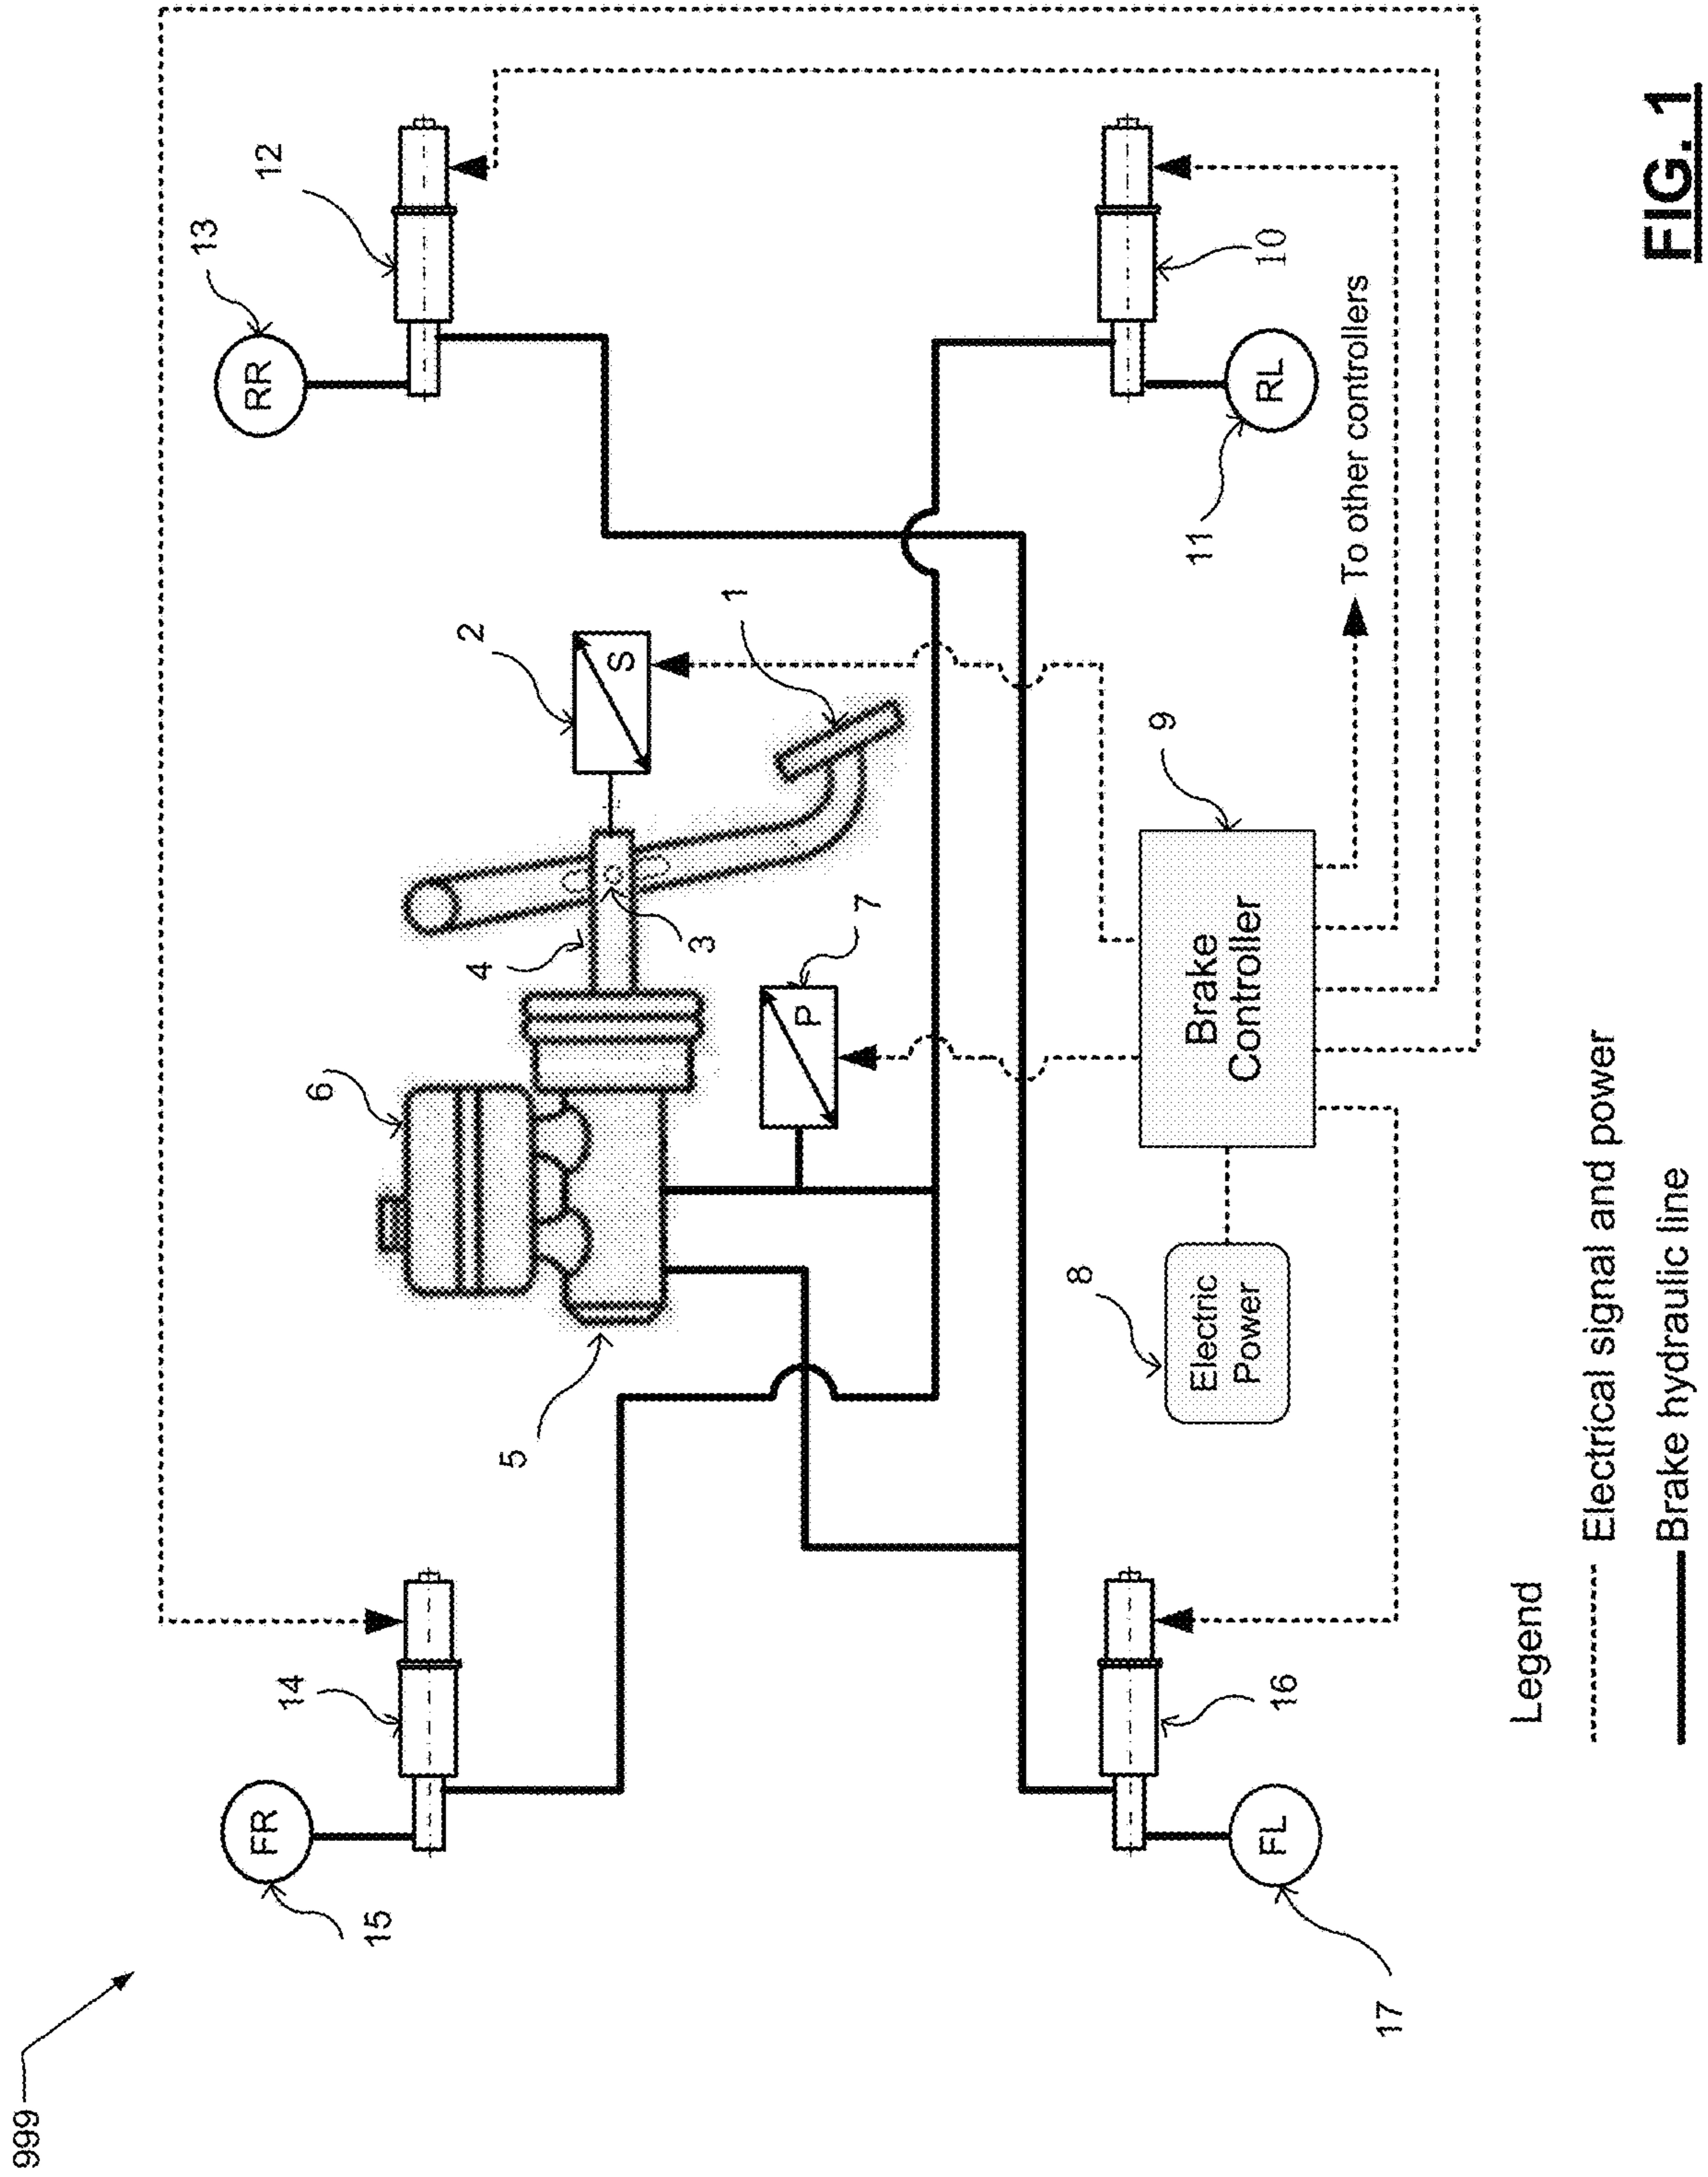 999
15
FR
14
13
RR
12
6
5
4
3
2
S
1
7
P
8
Electric
Power
9
Brake
Controller
10
RL
11
To other controllers
16
FL
17
Legend
Electrical signal and power
Brake hydraulic line
FIG. 1